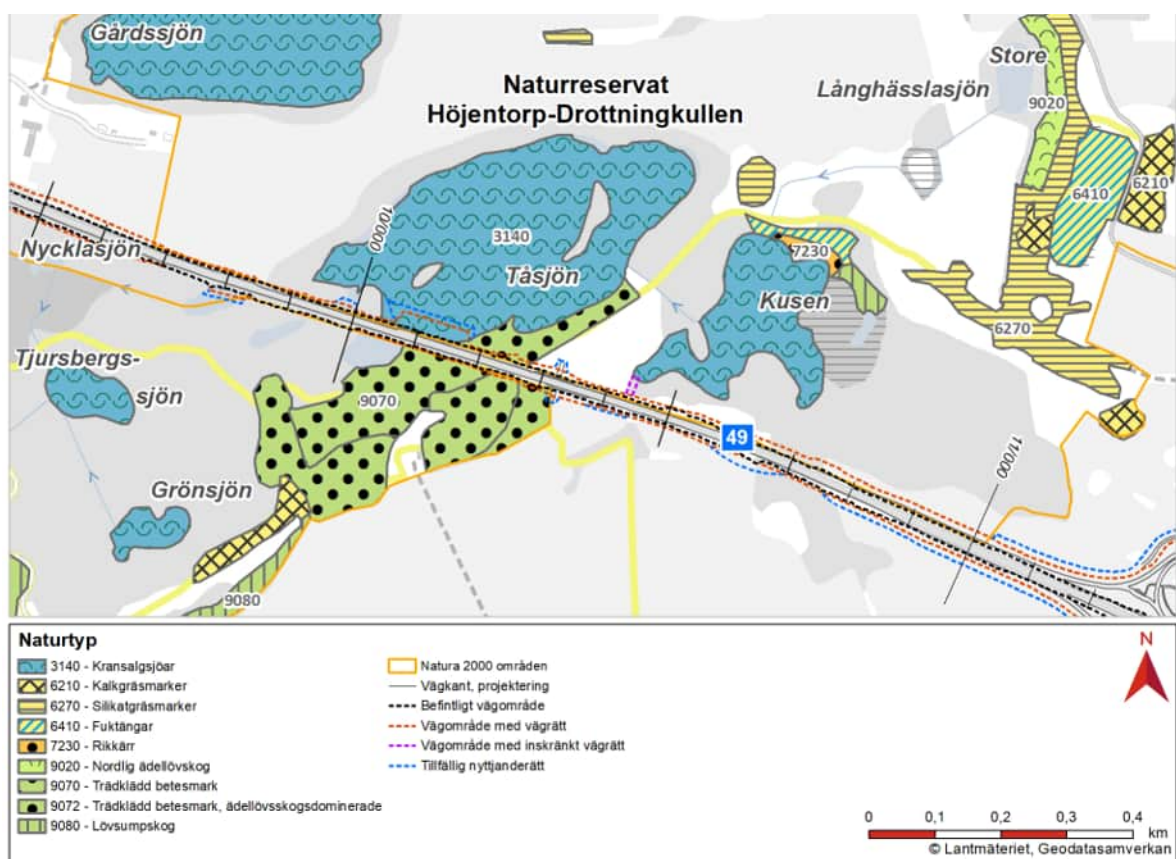 Gårdssjön
Naturreservat
Höjentorp-Drottningkullen
Store
Långhässlasjön
9020
6410
6210
10/000
3140
Nycklasjön
Tåsjön
7230
Kusen
6270
Tjursbergs-
sjön
9070
49
11/000
Grönsjön
9080
Naturtyp
3140 - Kransalgsjöar
6210 - Kalkgräsmarker
6270 - Silikatgräsmarker
6410 - Fuktängar
7230 - Rikkärr
9020 - Nordlig ädellövskog
9070 - Trädklädd betesmark
9072 - Trädklädd betesmark, ädellövsskogsdominerade
9080 - Lövsumpskog
Natura 2000 områden
Vägkant, projektering
Befintligt vägområde
Vägområde med vägrätt
Vägområde med inskränkt vägrätt
Tillfällig nyttjanderätt
N
0 0,1 0,2 0,3 0,4
km
© Lantmäteriet, Geodatasamverkan